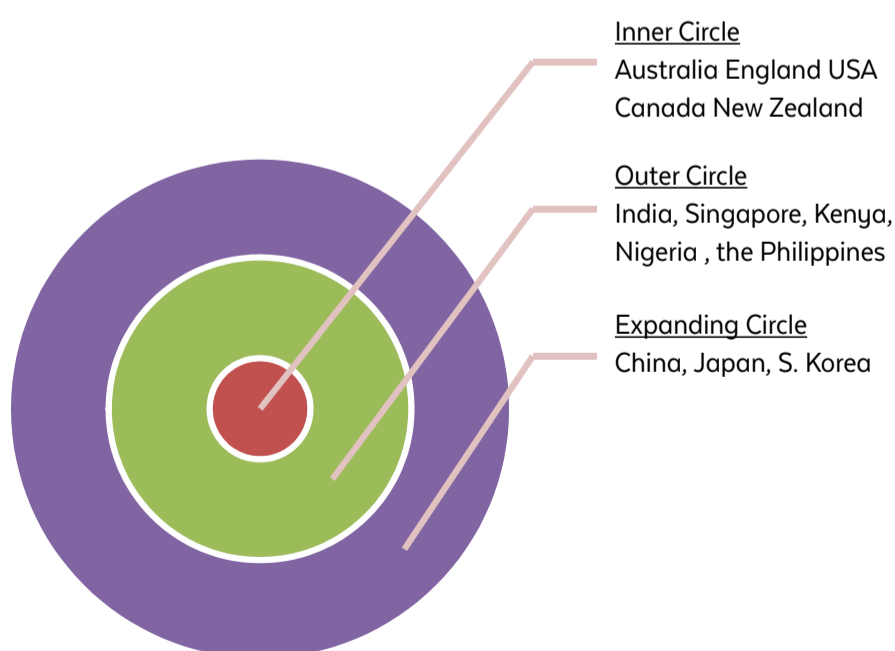 Inner Circle
Australia England USA
Canada New Zealand
Outer Circle
India, Singapore, Kenya,
Nigeria , the Philippines
Expanding Circle
China, Japan, S. Korea